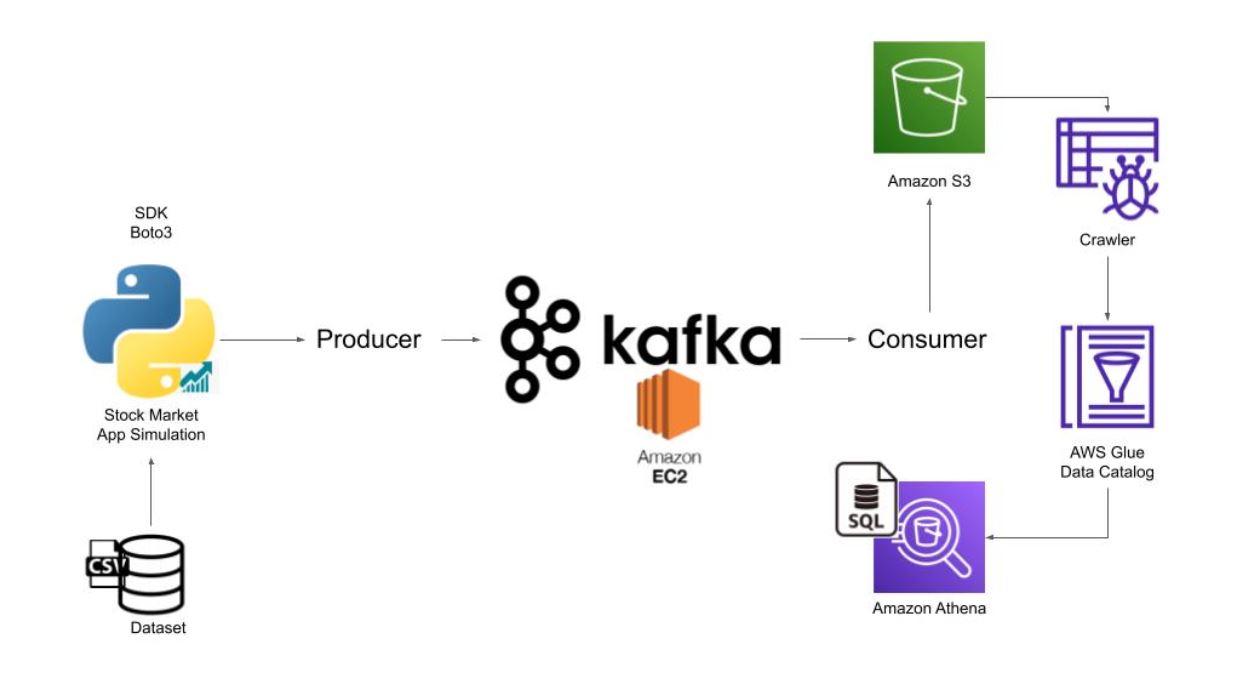 SDK
Boto3
Stock Market
App Simulation
CSV
Dataset
Producer
kafka
Amazon
EC2
Consumer
Amazon S3
Crawler
AWS Glue
Data Catalog
SQL
Amazon Athena